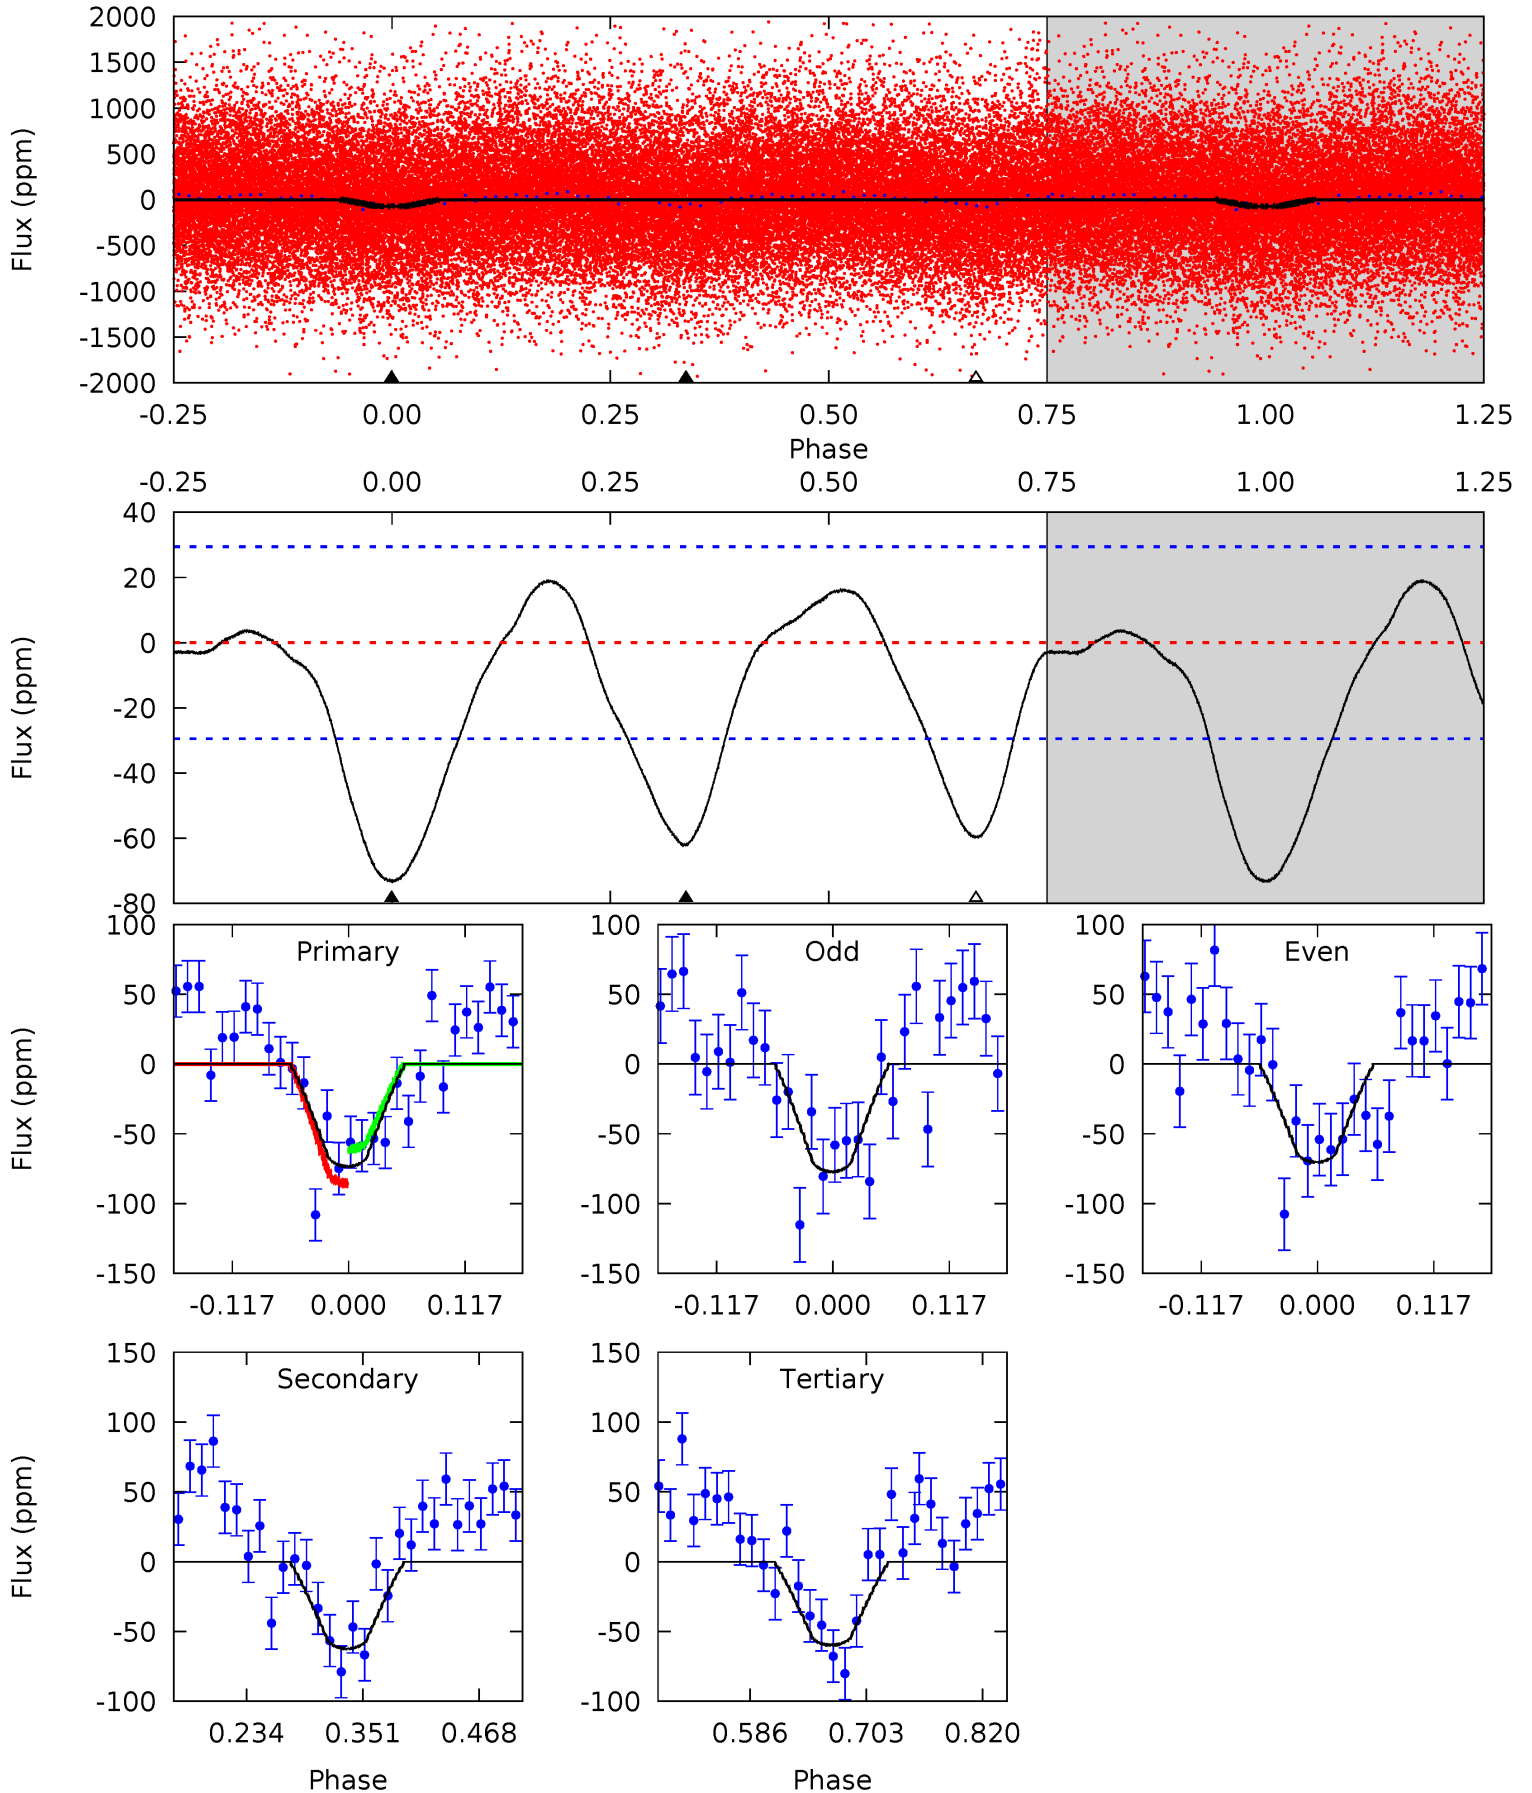 2000
1500
1000
500
0
-500
-1000
-1500
-2000
Flux (ppm)
-0.25 0.00 0.25 0.50 0.75 1.00 1.25
Phase
-0.25 0.00 0.25 0.50 0.75 1.00 1.25
40
20
0
-20
-40
-60
-80
Flux (ppm)
Primary
100
50
0
-50
-100
-150
Flux (ppm)
-0.117 0.000 0.117
Odd
100
50
0
-50
-100
-150
-0.117 0.000 0.117
Even
100
50
0
-50
-100
-150
-0.117 0.000 0.117
Secondary
150
100
50
0
-50
-100
Flux (ppm)
0.234 0.351 0.468
Phase
Tertiary
150
100
50
0
-50
-100
0.586 0.703 0.820
Phase